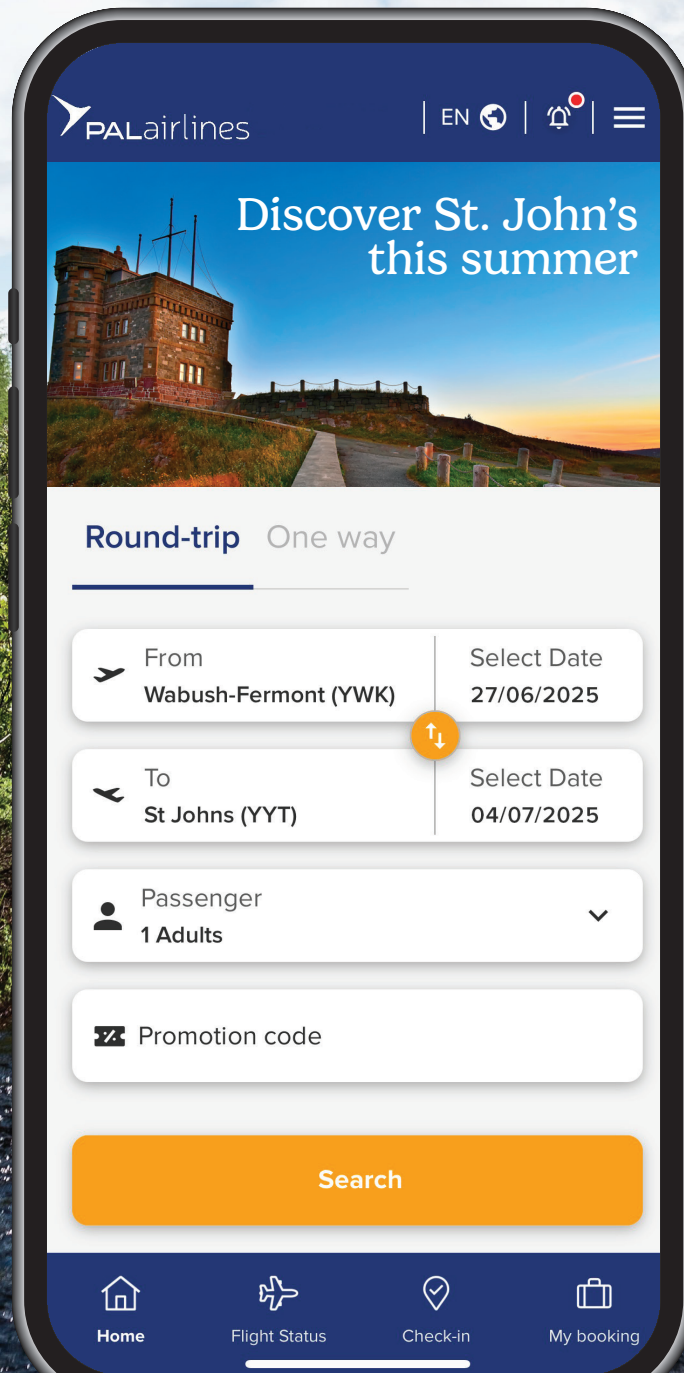 PALairlines
EN
Discover St. John's
this summer
Round-trip One way
From
Wabush-Fermont (YWK)
Select Date
27/06/2025
To
St Johns (YYT)
Select Date
04/07/2025
Passenger
1 Adults
Promotion code
Search
Home
Flight Status
Check-in
My booking